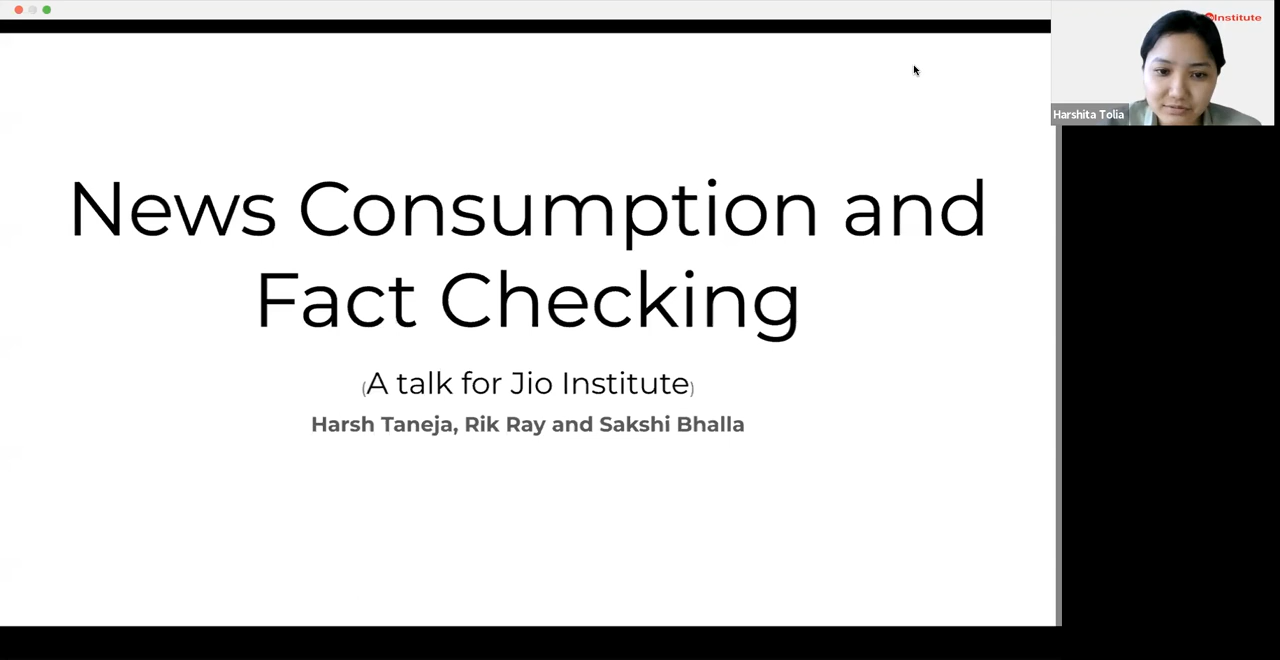 News Consumption and
Fact Checking
(A talk for Jio Institute)
Harsh Taneja, Rik Ray and Sakshi Bhalla
Institute
Harshita Tolia